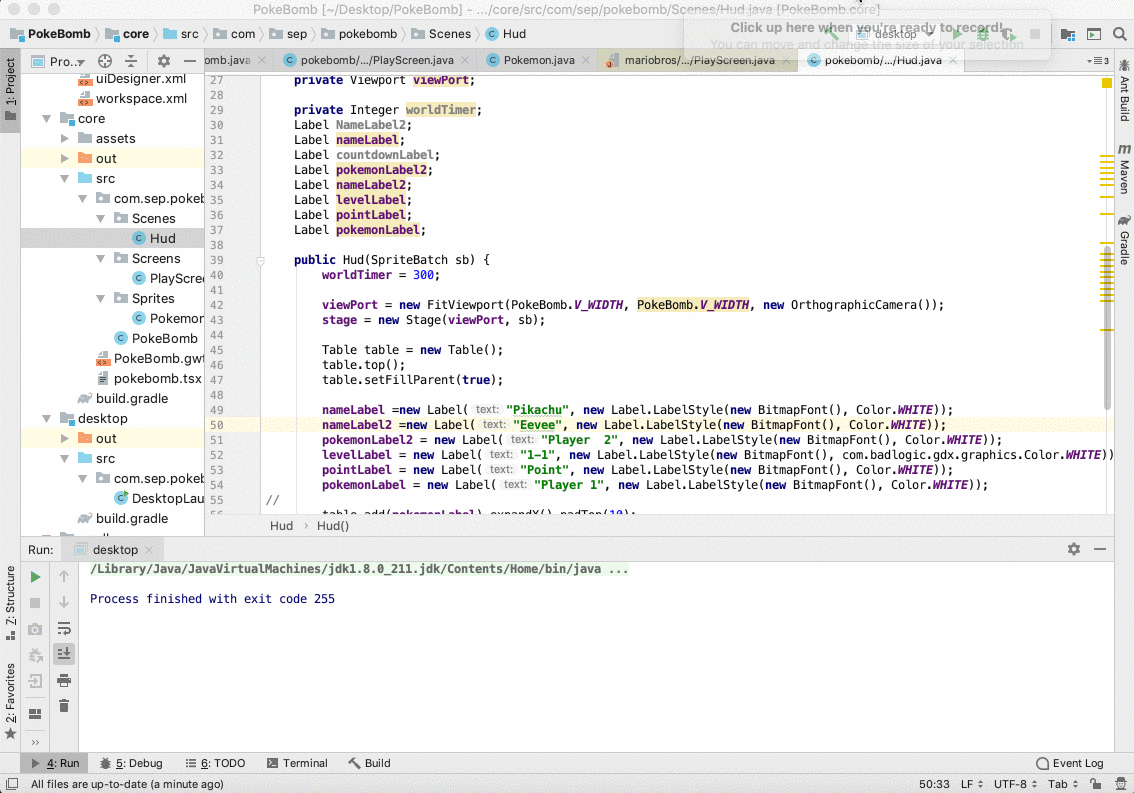 PokeBomb [~/Desktop/PokeBomb] - .../core/src/com/sep/pokebomb/Scenes/Hud.java [PokeBomb.core]
Click up here when you're ready to record!
You can move and change the size of your selection
PokeBomb core src com sep pokebomb Scenes Hud desktop
1: Project
Pro... omb.java pokebomb/.../PlayScreen.java Pokemon.java mariobros/.../PlayScreen.java pokebomb/.../Hud.java 3
uiDesigner.xml
workspace.xml
core
assets
out
src
com.sep.pokeb
Scenes
Hud
Screens
PlayScree
Sprites
Pokemor
PokeBomb
PokeBomb.gwt
pokebomb.tsx
build.gradle
desktop
out
src
com.sep.pokeb
DesktopLau
build.gradle
27 private Viewport viewPort;
28
29 private Integer worldTimer;
30 Label NameLabel2;
31 Label nameLabel;
32 Label countdownLabel;
33 Label pokemonLabel2;
34 Label nameLabel2;
35 Label levelLabel;
36 Label pointLabel;
37 Label pokemonLabel;
38
39 public Hud(SpriteBatch sb) {
40 worldTimer = 300;
41
42 viewPort = new FitViewport(PokeBomb.V_WIDTH, PokeBomb.V_WIDTH, new OrthographicCamera());
43 stage = new Stage(viewPort, sb);
44
45 Table table = new Table();
46 table.top();
47 table.setFillParent(true);
48
49 nameLabel =new Label( text: "Pikachu", new Label.LabelStyle(new BitmapFont(), Color.WHITE));
50 nameLabel2 =new Label( text: "Eevee", new Label.LabelStyle(new BitmapFont(), Color.WHITE));
51 pokemonLabel2 = new Label( text: "Player  2", new Label.LabelStyle(new BitmapFont(), Color.WHITE));
52 levelLabel = new Label( text: "1-1", new Label.LabelStyle(new BitmapFont(), com.badlogic.gdx.graphics.Color.WHITE))
53 pointLabel = new Label( text: "Point", new Label.LabelStyle(new BitmapFont(), Color.WHITE));
54 pokemonLabel = new Label( text: "Player 1", new Label.LabelStyle(new BitmapFont(), Color.WHITE));
55 //
56 table.add(pokemonLabel).expandX().padTop(10);
Hud Hud()
Ant Build
Maven
Gradle
Run: desktop
/Library/Java/JavaVirtualMachines/jdk1.8.0_211.jdk/Contents/Home/bin/java ...
Process finished with exit code 255
Z: Structure
2: Favorites
4: Run 5: Debug 6: TODO Terminal Build Event Log
All files are up-to-date (a minute ago) 50:33 LF UTF-8 Tab